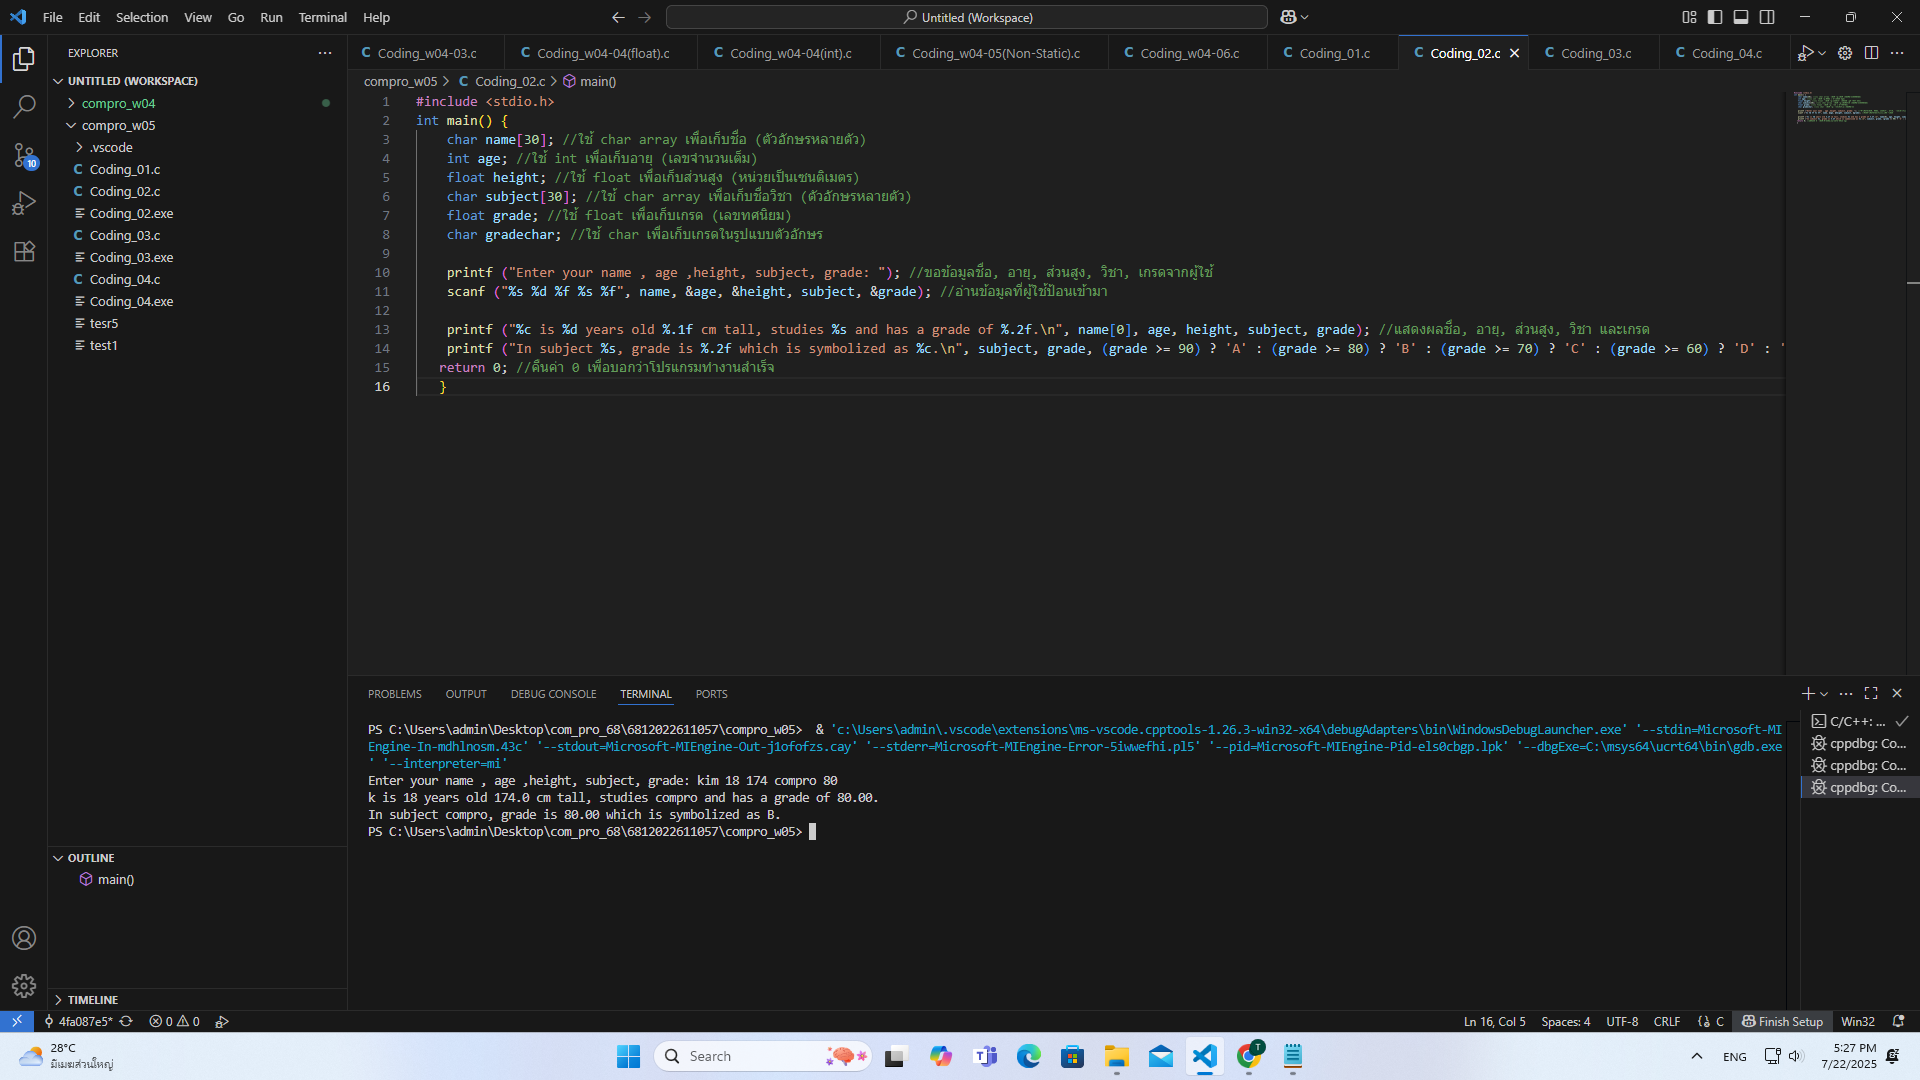 File Edit Selection View Go Run Terminal Help
Untitled (Workspace)
EXPLORER
Coding_w04-03.c
Coding_w04-04(float).c
Coding_w04-04(int).c
Coding_w04-05(Non-Static).c
Coding_w04-06.c
Coding_01.c
Coding_02.c
Coding_03.c
Coding_04.c
UNTITLED (WORKSPACE)
compro_w04
compro_w05
.vscode
Coding_01.c
Coding_02.c
Coding_02.exe
Coding_03.c
Coding_03.exe
Coding_04.c
Coding_04.exe
tesr5
test1
10
OUTLINE
main()
TIMELINE
compro_w05 > Coding_02.c > main()
1 #include <stdio.h>
2 int main() {
3 char name[30]; //ใช้ char array เพื่อเก็บชื่อ (ตัวอักษรหลายตัว)
4 int age; //ใช้ int เพื่อเก็บอายุ (เลขจำนวนเต็ม)
5 float height; //ใช้ float เพื่อเก็บส่วนสูง (หน่วยเป็นเซนติเมตร)
6 char subject[30]; //ใช้ char array เพื่อเก็บชื่อวิชา (ตัวอักษรหลายตัว)
7 float grade; //ใช้ float เพื่อเก็บเกรด (เลขทศนิยม)
8 char gradechar; //ใช้ char เพื่อเก็บเกรดในรูปแบบตัวอักษร
9
10 printf ("Enter your name , age ,height, subject, grade: "); //ขอข้อมูลชื่อ, อายุ, ส่วนสูง, วิชา, เกรดจากผู้ใช้
11 scanf ("%s %d %f %s %f", name, &age, &height, subject, &grade); //อ่านข้อมูลที่ผู้ใช้ป้อนเข้ามา
12
13 printf ("%c is %d years old %.1f cm tall, studies %s and has a grade of %.2f.\n", name[0], age, height, subject, grade); //แสดงผลชื่อ, อายุ, ส่วนสูง, วิชา และเกรด
14 printf ("In subject %s, grade is %.2f which is symbolized as %c.\n", subject, grade, (grade >= 90) ? 'A' : (grade >= 80) ? 'B' : (grade >= 70) ? 'C' : (grade >= 60) ? 'D' : '
15 return 0; //คืนค่า 0 เพื่อบอกว่าโปรแกรมทำงานสำเร็จ
16 }
PROBLEMS OUTPUT DEBUG CONSOLE TERMINAL PORTS
PS C:\Users\admin\Desktop\com_pro_68\6812022611057\compro_w05> & 'c:\Users\admin\.vscode\extensions\ms-vscode.cpptools-1.26.3-win32-x64\debugAdapters\bin\WindowsDebugLauncher.exe' '--stdin=Microsoft-MI
Engine-In-mdhlnosm.43c' '--stdout=Microsoft-MIEngine-Out-j1ofofzs.cay' '--stderr=Microsoft-MIEngine-Error-5iwwefhi.pl5' '--pid=Microsoft-MIEngine-Pid-els0cbgp.lpk' '--dbgExe=C:\msys64\ucrt64\bin\gdb.exe
' '--interpreter=mi'
Enter your name , age ,height, subject, grade: kim 18 174 compro 80
k is 18 years old 174.0 cm tall, studies compro and has a grade of 80.00.
In subject compro, grade is 80.00 which is symbolized as B.
PS C:\Users\admin\Desktop\com_pro_68\6812022611057\compro_w05>
C/C++: ...
cppdbg: Co...
cppdbg: Co...
cppdbg: Co...
4fa087e5* 0 0
Ln 16, Col 5 Spaces: 4 UTF-8 CRLF C Finish Setup Win32
28°C
มีเมฆส่วนใหญ่
Search
T
ENG
5:27 PM
7/22/2025